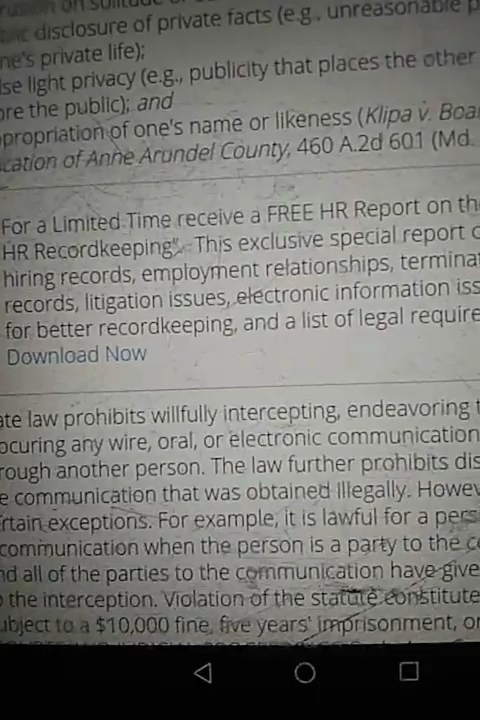 blic disclosure of private facts (e.g., unreasonable p
ne's private life);
lse light privacy (e.g., publicity that places the other
ore the public); and
propriation of one's name or likeness (Klipa v. Boar
cation of Anne Arundel County, 460 A.2d 601 (Md.
For a Limited Time receive a FREE HR Report on th
HR Recordkeeping". This exclusive special report c
hiring records, employment relationships, terminat
records, litigation issues, electronic information iss
for better recordkeeping, and a list of legal require
Download Now
ate law prohibits willfully intercepting, endeavoring t
ocuring any wire, oral, or electronic communication
rough another person. The law further prohibits dis
e communication that was obtained illegally. Howev
rtain exceptions. For example, it is lawful for a pers
communication when the person is a party to the co
nd all of the parties to the communication have give
the interception. Violation of the statute constitute
ubject to a $10,000 fine, five years' imprisonment, or